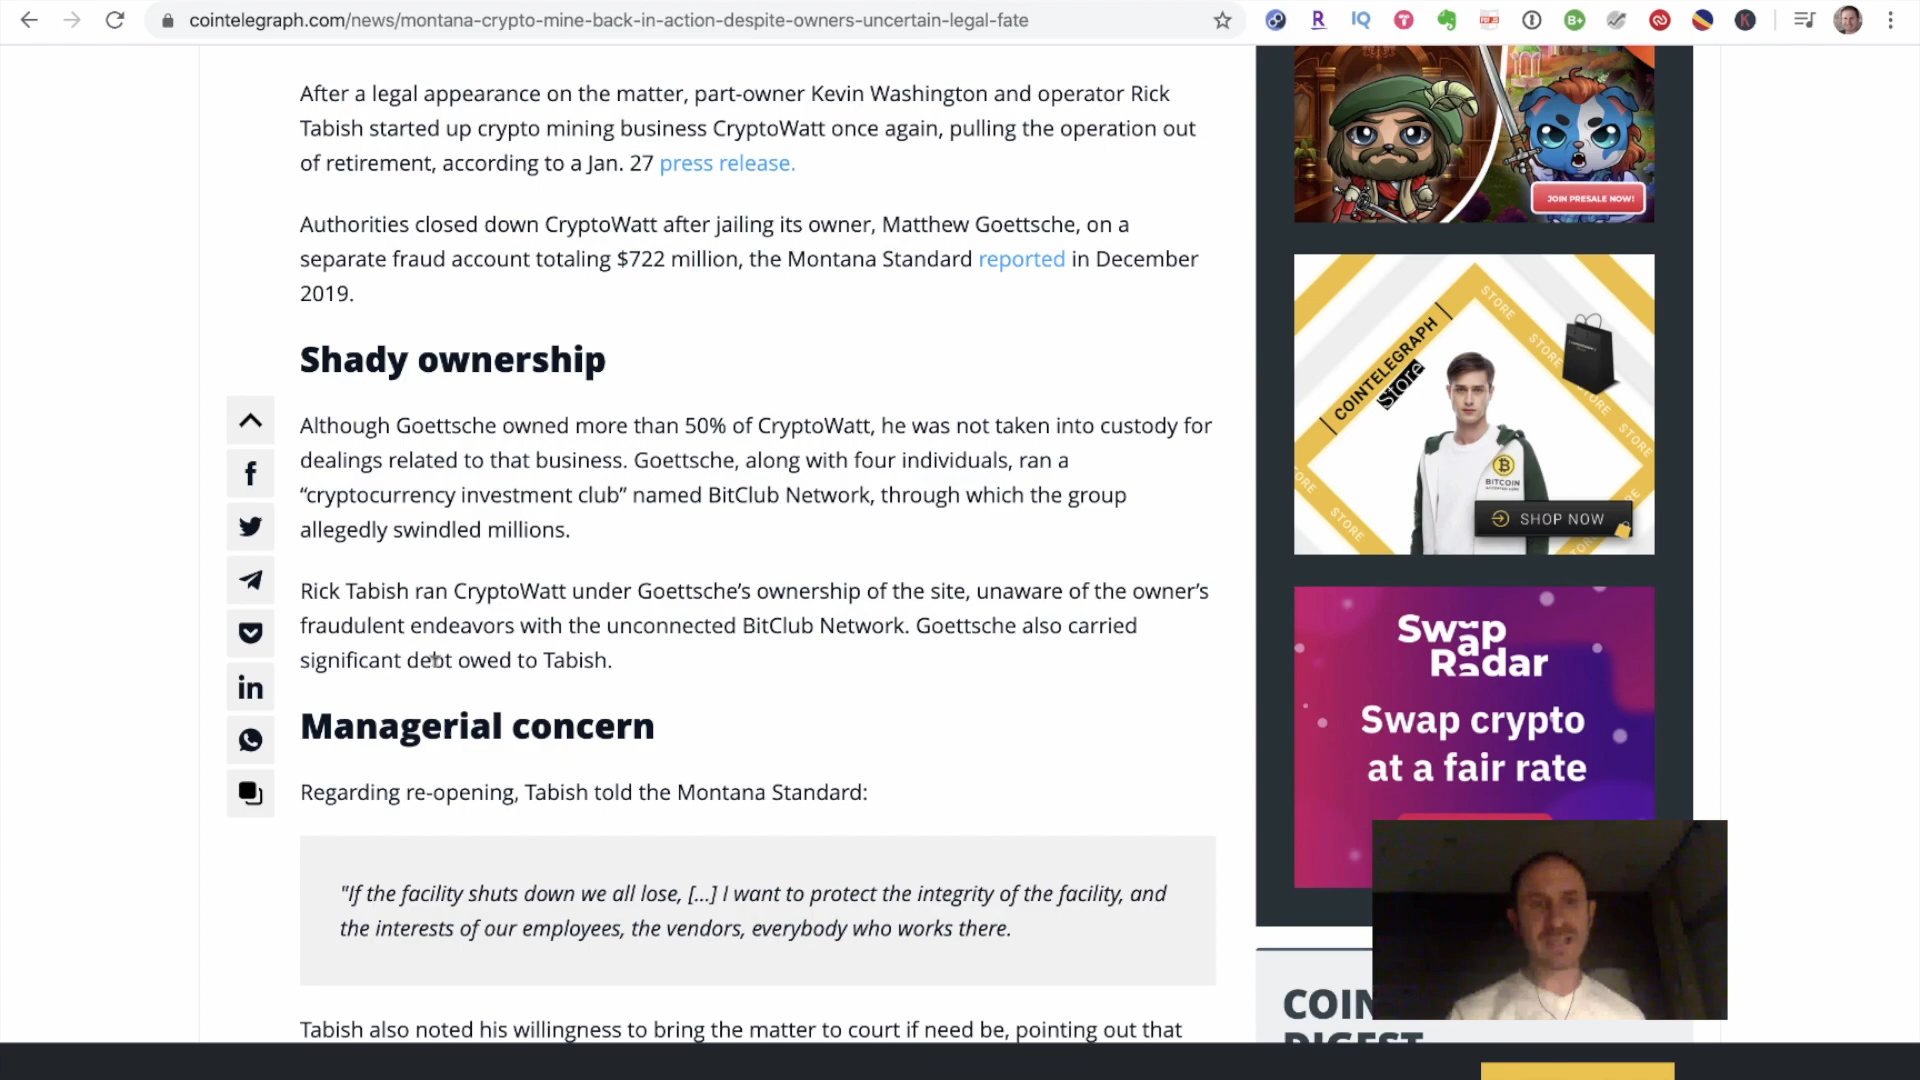 cointelegraph.com/news/montana-crypto-mine-back-in-action-despite-owners-uncertain-legal-fate
After a legal appearance on the matter, part-owner Kevin Washington and operator Rick
Tabish started up crypto mining business CryptoWatt once again, pulling the operation out
of retirement, according to a Jan. 27 press release.
Authorities closed down CryptoWatt after jailing its owner, Matthew Goettsche, on a
separate fraud account totaling $722 million, the Montana Standard reported in December
2019.
Shady ownership
Although Goettsche owned more than 50% of CryptoWatt, he was not taken into custody for
dealings related to that business. Goettsche, along with four individuals, ran a
“cryptocurrency investment club” named BitClub Network, through which the group
allegedly swindled millions.
Rick Tabish ran CryptoWatt under Goettsche’s ownership of the site, unaware of the owner’s
fraudulent endeavors with the unconnected BitClub Network. Goettsche also carried
significant debt owed to Tabish.
Managerial concern
Regarding re-opening, Tabish told the Montana Standard:
"If the facility shuts down we all lose, [...] I want to protect the integrity of the facility, and
the interests of our employees, the vendors, everybody who works there.
Tabish also noted his willingness to bring the matter to court if need be, pointing out that
JOIN PRESALE NOW!
COINTELEGRAPH
Store
STORE
STORE
STORE
STORE
BITCOIN
SHOP NOW
Swap
Radar
Swap crypto
at a fair rate
COIN
DIGEST